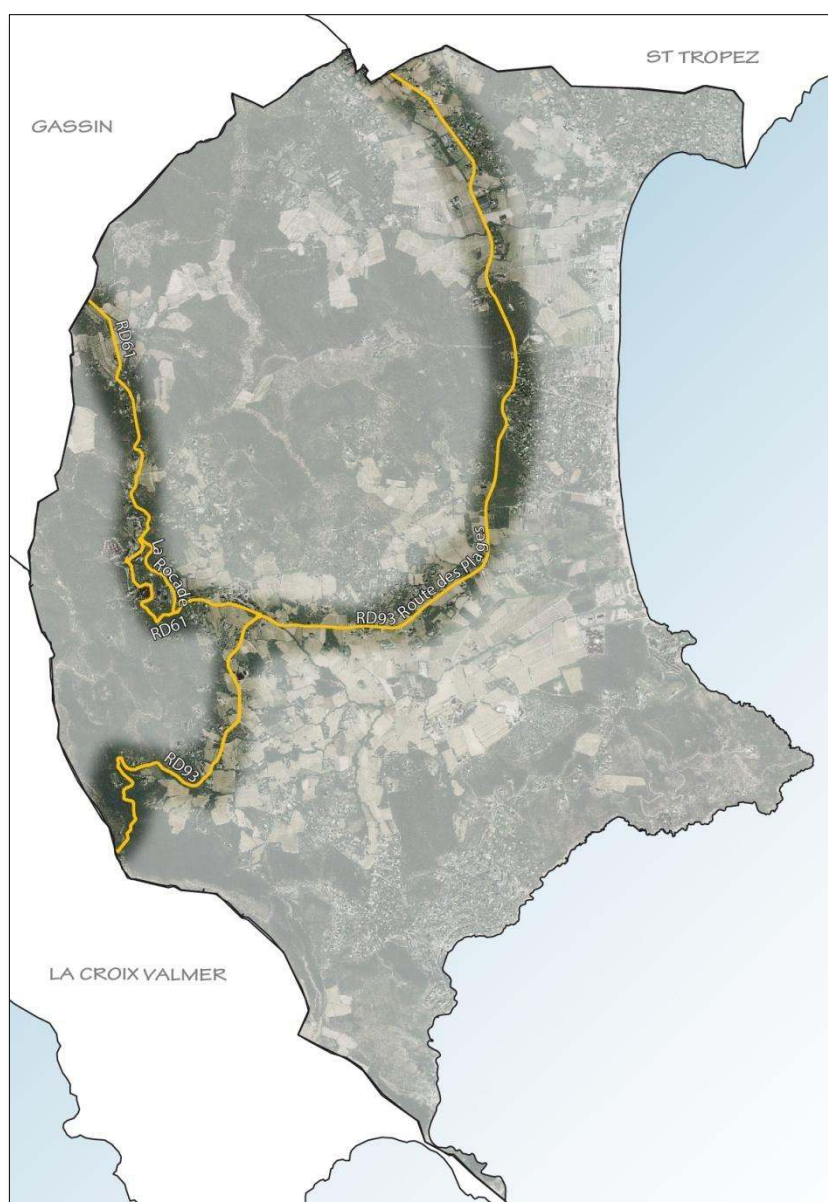 ST TROPEZ
GASSIN
RD61
La Rocade
RD93 Route des Plages
RD61
RD93
LA CROIX VALMER